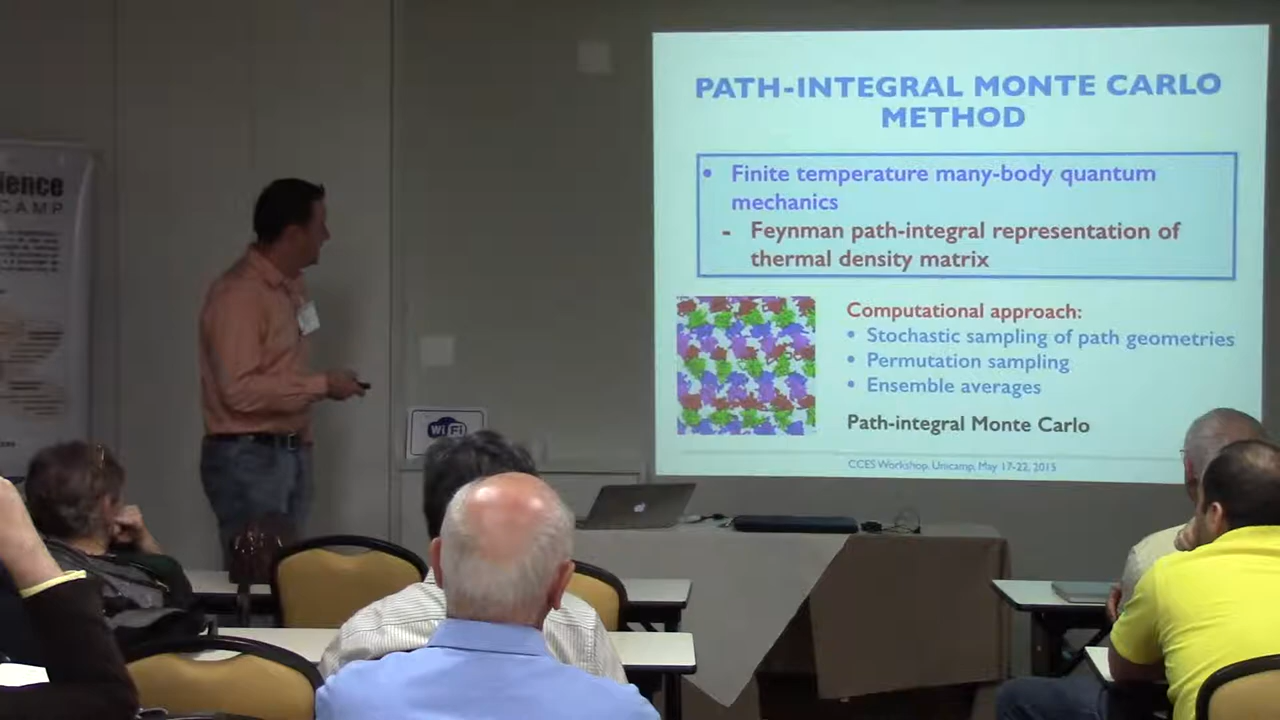 PATH-INTEGRAL MONTE CARLO
METHOD
• Finite temperature many-body quantum
mechanics
- Feynman path-integral representation of
thermal density matrix
Computational approach:
• Stochastic sampling of path geometries
• Permutation sampling
• Ensemble averages
Path-integral Monte Carlo
CCES Workshop, Unicamp, May 17-22, 2015
ience
CAMP
Wi Fi